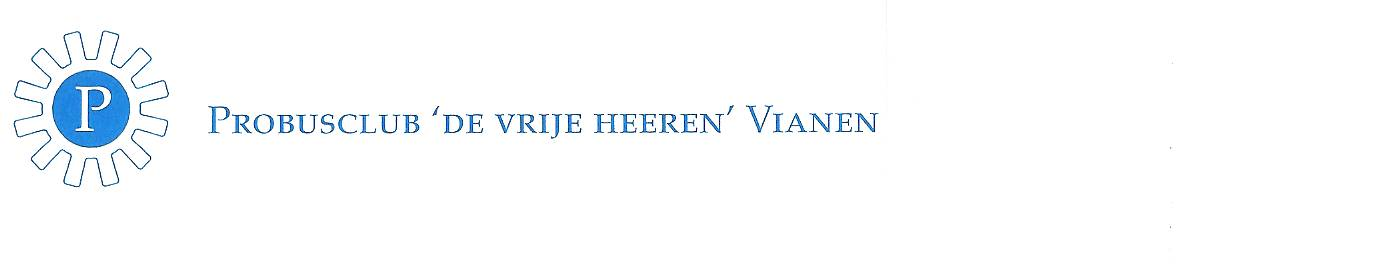 P
PROBUSCLUB ‘DE VRIJE HEEREN’ VIANEN